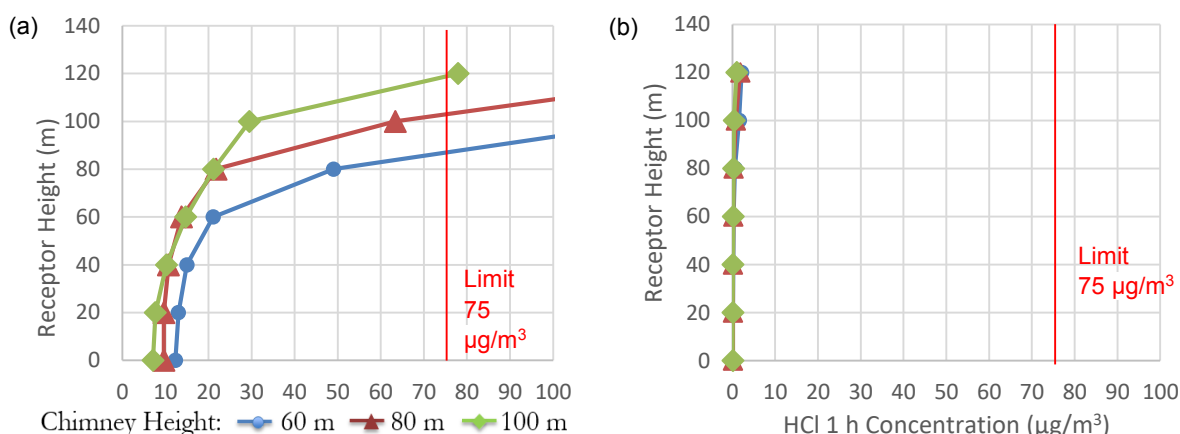 (a)
140
120
100
80
60
40
20
0
Receptor Height (m)
0 10 20 30 40 50 60 70 80 90 100
Limit
75
µg/m³
Chimney Height: 60 m 80 m 100 m
(b)
140
120
100
80
60
40
20
0
Receptor Height (m)
0 10 20 30 40 50 60 70 80 90 100
Limit
75 µg/m³
HCl 1 h Concentration (µg/m³)